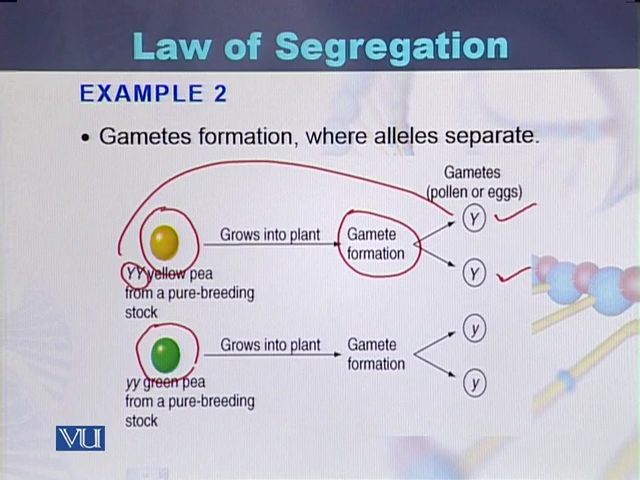 Law of Segregation
EXAMPLE 2
• Gametes formation, where alleles separate.
Gametes
(pollen or eggs)
Grows into plant
Gamete
formation
Y
Y
YY yellow pea
from a pure-breeding
stock
Grows into plant
Gamete
formation
y
y
yy green pea
from a pure-breeding
stock
VU